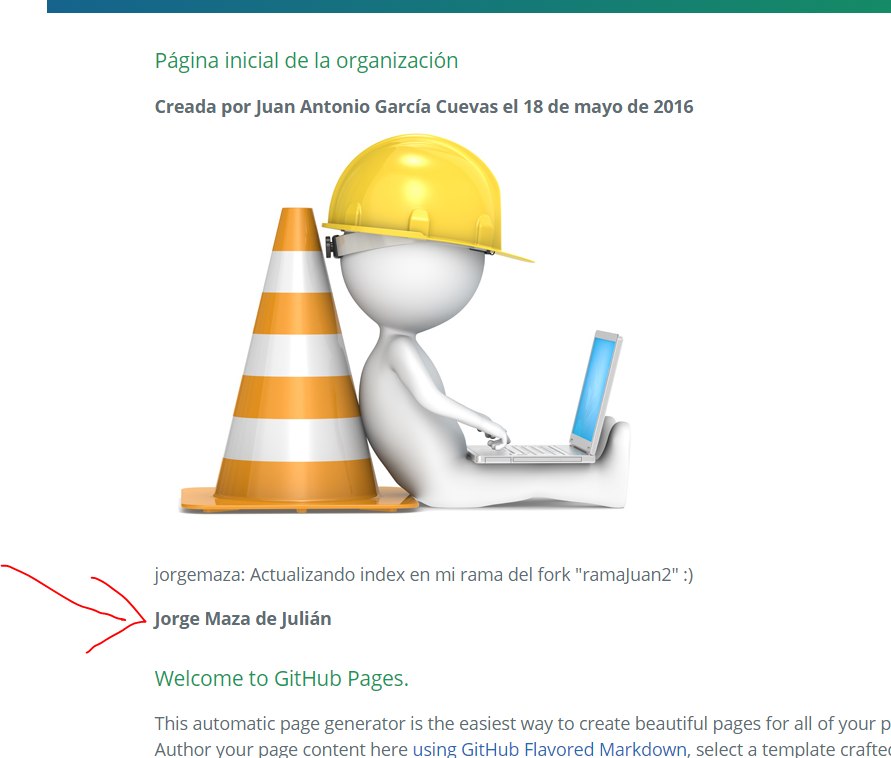 Página inicial de la organización
Creada por Juan Antonio García Cuevas el 18 de mayo de 2016
jorgemaza: Actualizando index en mi rama del fork "ramaJuan2" :)
Jorge Maza de Julián
Welcome to GitHub Pages.
This automatic page generator is the easiest way to create beautiful pages for all of your p
Author your page content here using GitHub Flavored Markdown, select a template crafted